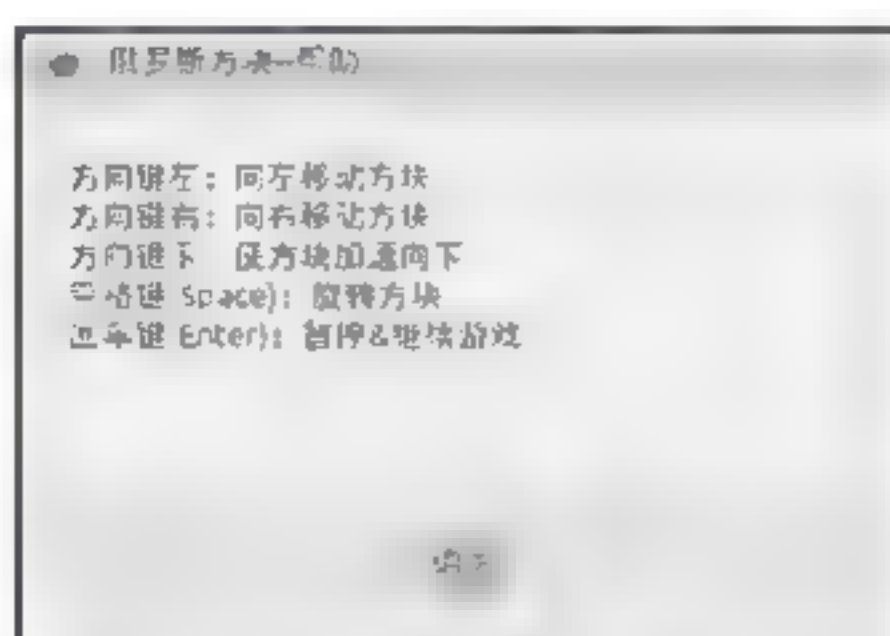 俄罗斯方块--帮助
方向键左：向左移动方块
方向键右：向右移动方块
方向键下：使方块加速向下
空格键(Space)：旋转方块
回车键(Enter)：暂停&继续游戏